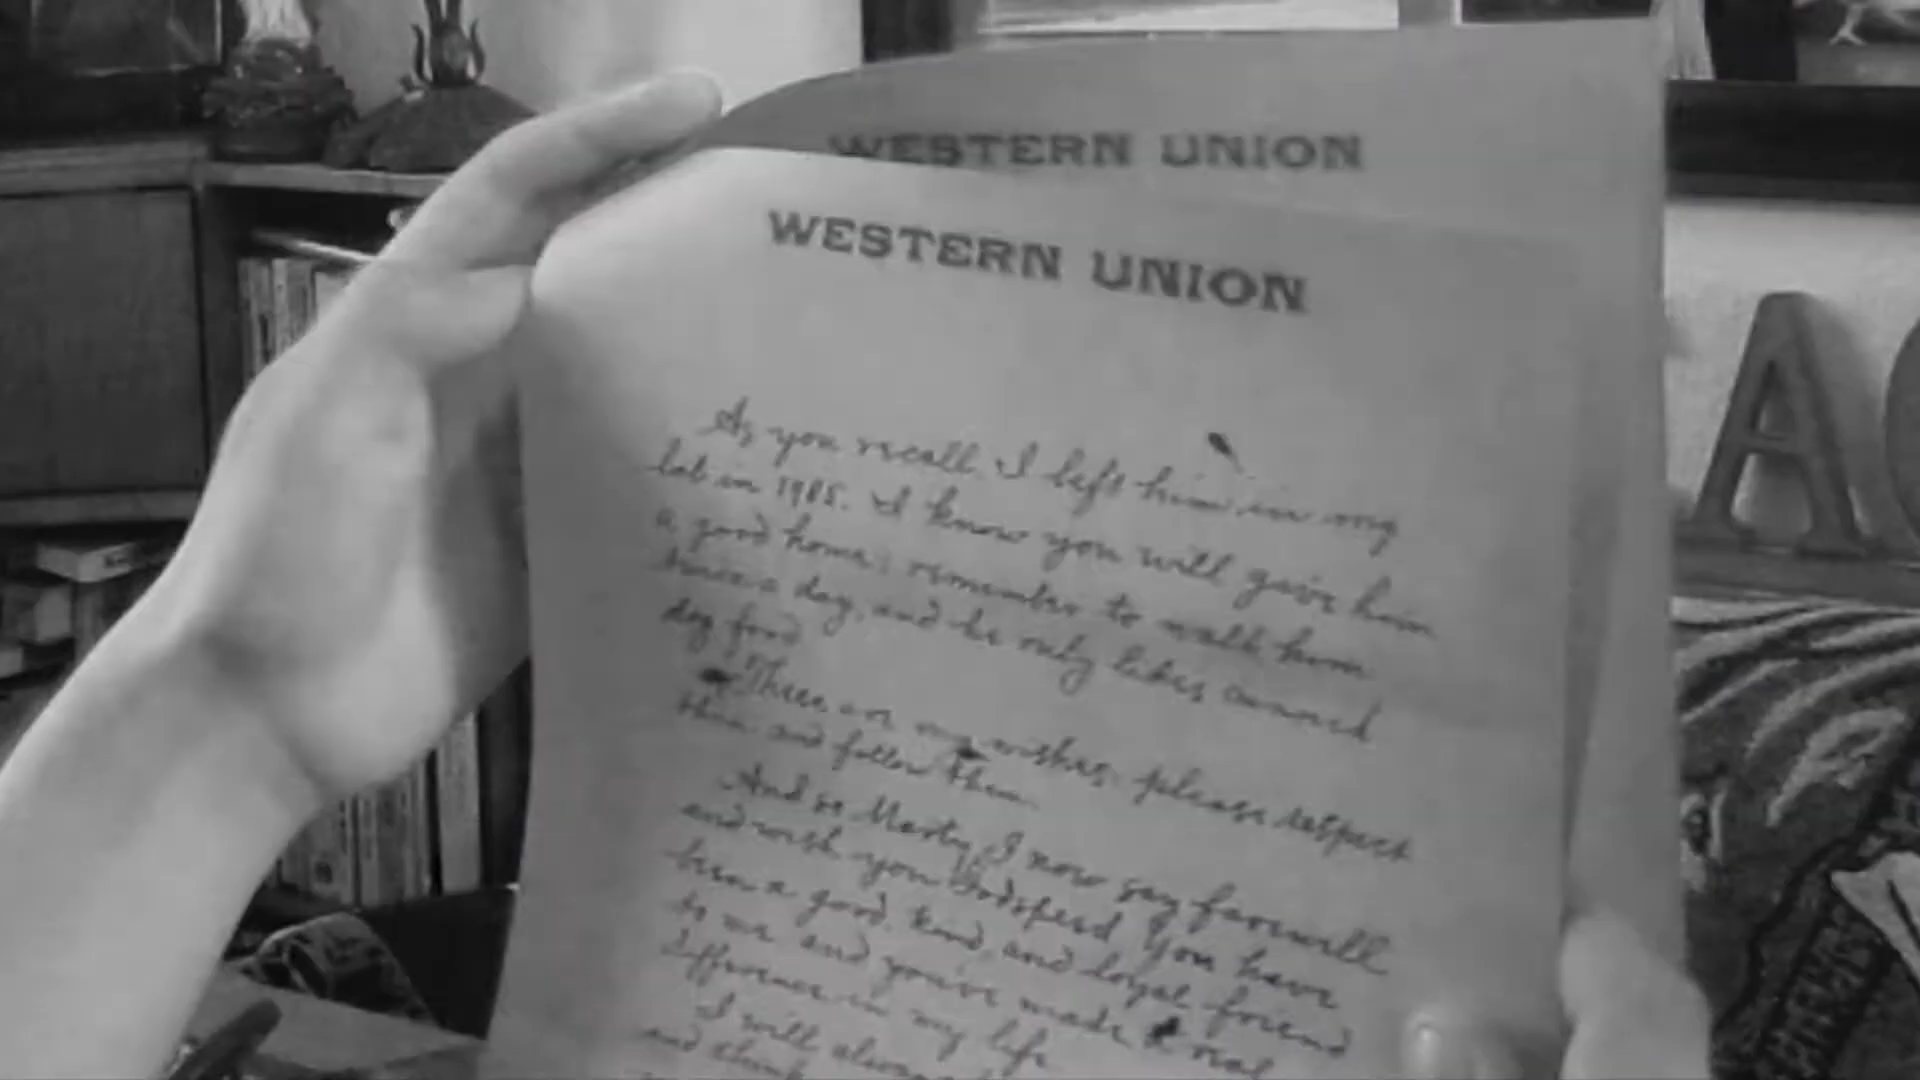 WESTERN UNION
WESTERN UNION
As you recall I left him in my
lab in 1985. I know you will give him
a good home; remember to walk him
twice a day, and he only likes canned
dog food
These are my wishes, please respect
them and follow them.
And so Marty, I now say farewell
and wish you Godspeed. You have
been a good, kind, and loyal friend
to me and you've made a real
difference in my life
I will always
and think
A